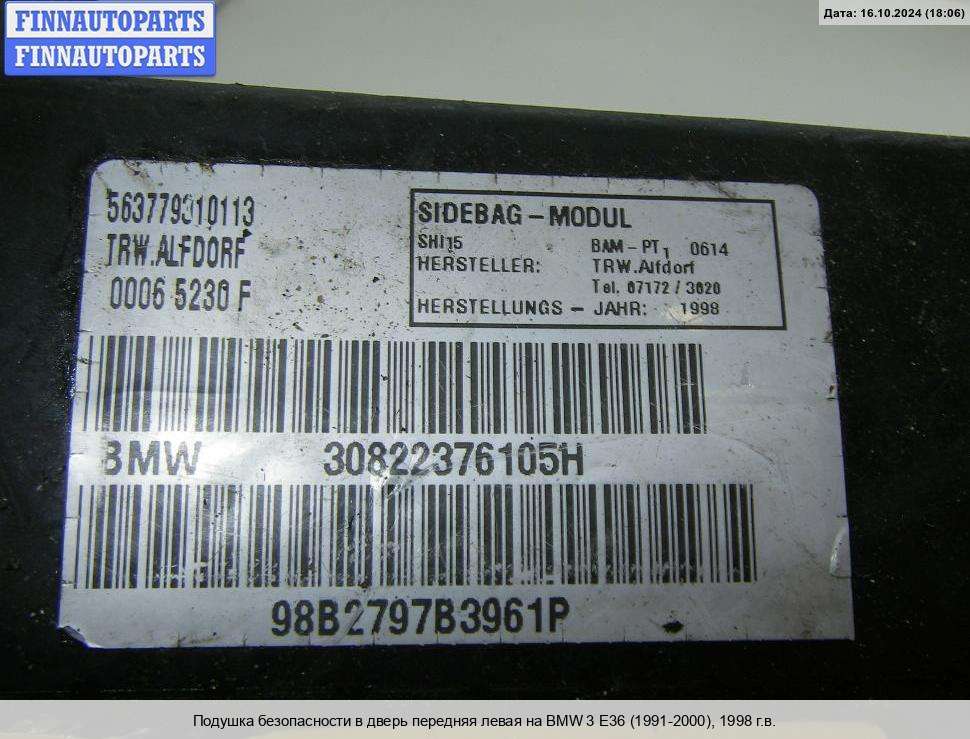 FINNAUTOPARTS
FINNAUTOPARTS
Дата: 16.10.2024 (18:06)
563779310113
TRW.ALFDORF
0006 5230 F
SIDEBAG - MODUL
SHI15 BAM - PT1 0614
HERSTELLER: TRW.Alfdorf
Tel. 07172 / 3020
HERSTELLUNGS - JAHR: 1998
BMW 30822376105H
98B2797B3961P
Подушка безопасности в дверь передняя левая на BMW 3 E36 (1991-2000), 1998 г.в.